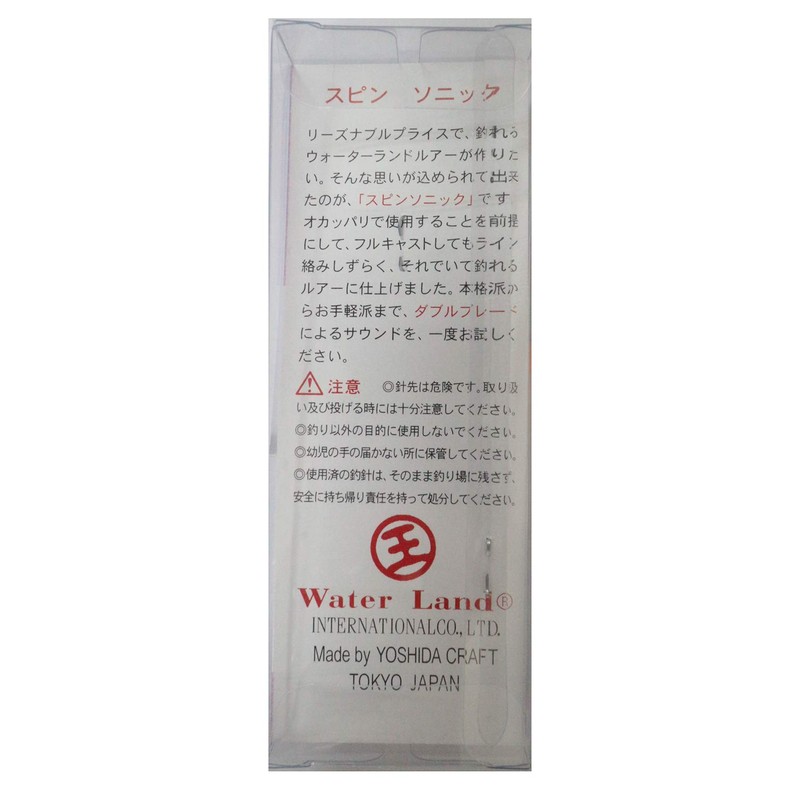 スピン ソニック
リーズナブルプライスで、釣れる
ウォーターランドルアーが作りた
い。そんな思いが込められて出来
たのが、「スピンソニック」です。
オカッパリで使用することを前提
にして、フルキャストしてもライン
絡みしずらく、それでいて釣れる
ルアーに仕上げました。本格派か
らお手軽派まで、ダブルブレード
によるサウンドを、一度お試しく
ださい。
注意 ◎針先は危険です。取り扱
い及び投げる時には十分注意してください。
◎釣り以外の目的に使用しないでください。
◎幼児の手の届かない所に保管してください。
◎使用済の釣針は、そのまま釣り場に残さず、
安全に持ち帰り責任を持って処分してください。
Water Land®
INTERNATIONALCO., LTD.
Made by YOSHIDA CRAFT
TOKYO JAPAN